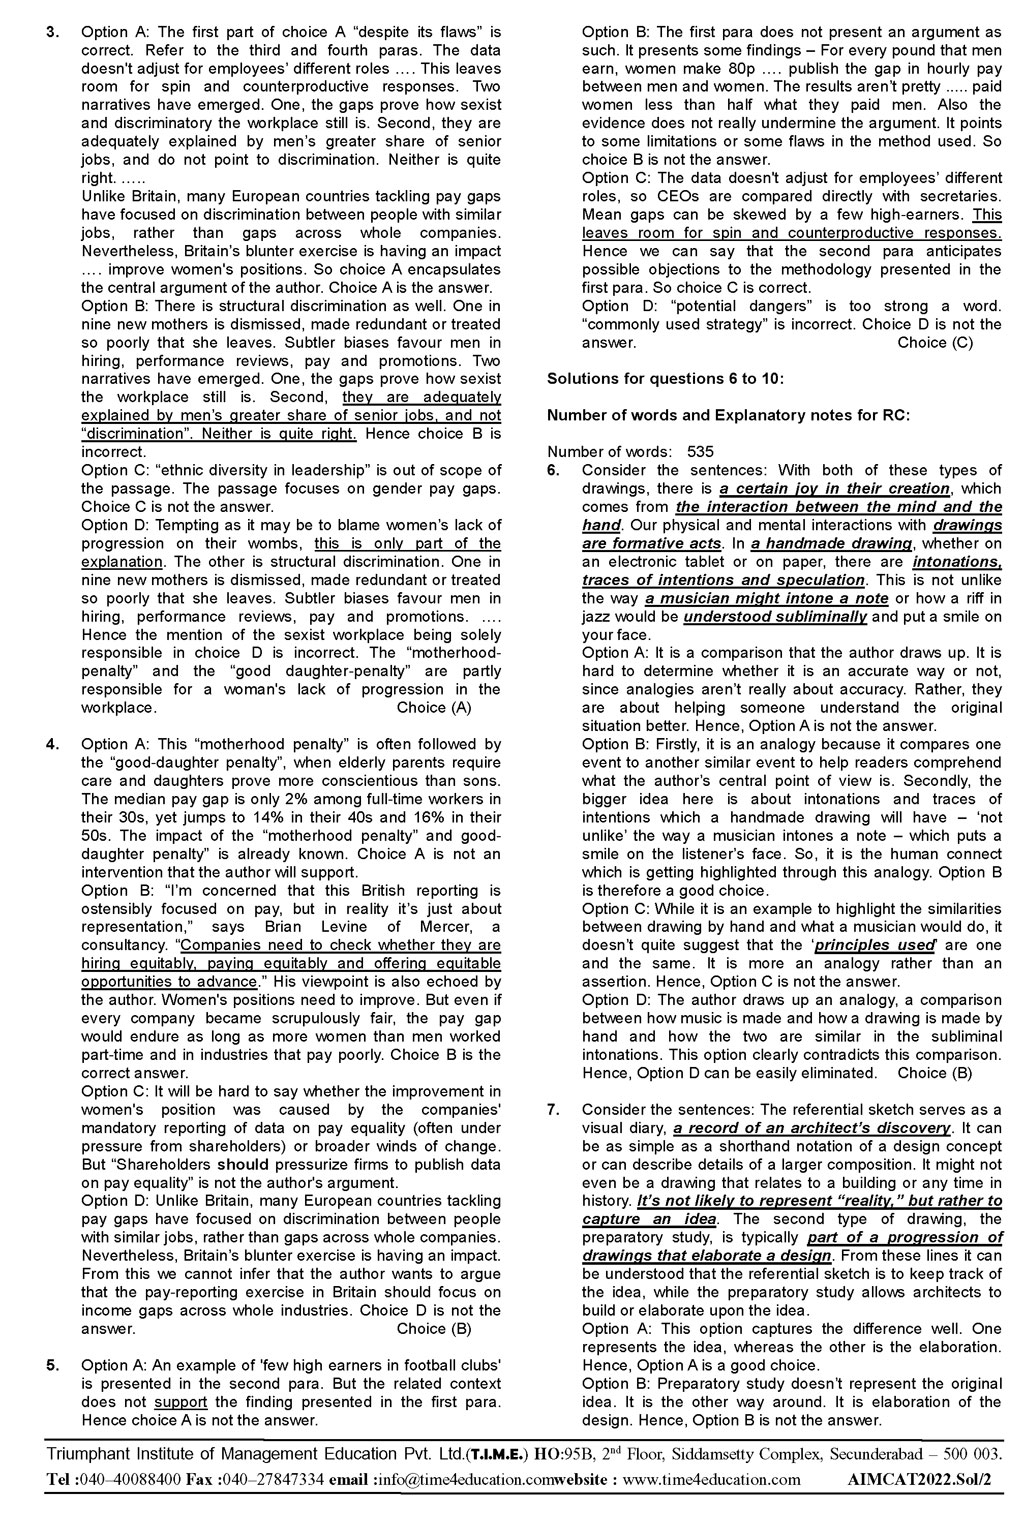 3. Option A: The first part of choice A “despite its flaws” is
correct. Refer to the third and fourth paras. The data
doesn't adjust for employees’ different roles .... This leaves
room for spin and counterproductive responses. Two
narratives have emerged. One, the gaps prove how sexist
and discriminatory the workplace still is. Second, they are
adequately explained by men’s greater share of senior
jobs, and do not point to discrimination. Neither is quite
right. .....
Unlike Britain, many European countries tackling pay gaps
have focused on discrimination between people with similar
jobs, rather than gaps across whole companies.
Nevertheless, Britain’s blunter exercise is having an impact
.... improve women's positions. So choice A encapsulates
the central argument of the author. Choice A is the answer.
Option B: There is structural discrimination as well. One in
nine new mothers is dismissed, made redundant or treated
so poorly that she leaves. Subtler biases favour men in
hiring, performance reviews, pay and promotions. Two
narratives have emerged. One, the gaps prove how sexist
the workplace still is. Second, they are adequately
explained by men’s greater share of senior jobs, and not
“discrimination”. Neither is quite right. Hence choice B is
incorrect.
Option C: “ethnic diversity in leadership” is out of scope of
the passage. The passage focuses on gender pay gaps.
Choice C is not the answer.
Option D: Tempting as it may be to blame women’s lack of
progression on their wombs, this is only part of the
explanation. The other is structural discrimination. One in
nine new mothers is dismissed, made redundant or treated
so poorly that she leaves. Subtler biases favour men in
hiring, performance reviews, pay and promotions. ....
Hence the mention of the sexist workplace being solely
responsible in choice D is incorrect. The “motherhood-
penalty” and the “good daughter-penalty” are partly
responsible for a woman's lack of progression in the
workplace. Choice (A)
4. Option A: This “motherhood penalty” is often followed by
the “good-daughter penalty”, when elderly parents require
care and daughters prove more conscientious than sons.
The median pay gap is only 2% among full-time workers in
their 30s, yet jumps to 14% in their 40s and 16% in their
50s. The impact of the “motherhood penalty” and good-
daughter penalty” is already known. Choice A is not an
intervention that the author will support.
Option B: “I’m concerned that this British reporting is
ostensibly focused on pay, but in reality it’s just about
representation,” says Brian Levine of Mercer, a
consultancy. “Companies need to check whether they are
hiring equitably, paying equitably and offering equitable
opportunities to advance.” His viewpoint is also echoed by
the author. Women's positions need to improve. But even if
every company became scrupulously fair, the pay gap
would endure as long as more women than men worked
part-time and in industries that pay poorly. Choice B is the
correct answer.
Option C: It will be hard to say whether the improvement in
women's position was caused by the companies'
mandatory reporting of data on pay equality (often under
pressure from shareholders) or broader winds of change.
But “Shareholders should pressurize firms to publish data
on pay equality” is not the author's argument.
Option D: Unlike Britain, many European countries tackling
pay gaps have focused on discrimination between people
with similar jobs, rather than gaps across whole companies.
Nevertheless, Britain’s blunter exercise is having an impact.
From this we cannot infer that the author wants to argue
that the pay-reporting exercise in Britain should focus on
income gaps across whole industries. Choice D is not the
answer. Choice (B)
5. Option A: An example of 'few high earners in football clubs'
is presented in the second para. But the related context
does not support the finding presented in the first para.
Hence choice A is not the answer.
Option B: The first para does not present an argument as
such. It presents some findings – For every pound that men
earn, women make 80p .... publish the gap in hourly pay
between men and women. The results aren’t pretty ..... paid
women less than half what they paid men. Also the
evidence does not really undermine the argument. It points
to some limitations or some flaws in the method used. So
choice B is not the answer.
Option C: The data doesn't adjust for employees’ different
roles, so CEOs are compared directly with secretaries.
Mean gaps can be skewed by a few high-earners. This
leaves room for spin and counterproductive responses.
Hence we can say that the second para anticipates
possible objections to the methodology presented in the
first para. So choice C is correct.
Option D: “potential dangers” is too strong a word.
“commonly used strategy” is incorrect. Choice D is not the
answer. Choice (C)
Solutions for questions 6 to 10:
Number of words and Explanatory notes for RC:
Number of words: 535
6. Consider the sentences: With both of these types of
drawings, there is a certain joy in their creation, which
comes from the interaction between the mind and the
hand. Our physical and mental interactions with drawings
are formative acts. In a handmade drawing, whether on
an electronic tablet or on paper, there are intonations,
traces of intentions and speculation. This is not unlike
the way a musician might intone a note or how a riff in
jazz would be understood subliminally and put a smile on
your face.
Option A: It is a comparison that the author draws up. It is
hard to determine whether it is an accurate way or not,
since analogies aren’t really about accuracy. Rather, they
are about helping someone understand the original
situation better. Hence, Option A is not the answer.
Option B: Firstly, it is an analogy because it compares one
event to another similar event to help readers comprehend
what the author’s central point of view is. Secondly, the
bigger idea here is about intonations and traces of
intentions which a handmade drawing will have – ‘not
unlike’ the way a musician intones a note – which puts a
smile on the listener’s face. So, it is the human connect
which is getting highlighted through this analogy. Option B
is therefore a good choice.
Option C: While it is an example to highlight the similarities
between drawing by hand and what a musician would do, it
doesn’t quite suggest that the ‘principles used’ are one
and the same. It is more an analogy rather than an
assertion. Hence, Option C is not the answer.
Option D: The author draws up an analogy, a comparison
between how music is made and how a drawing is made by
hand and how the two are similar in the subliminal
intonations. This option clearly contradicts this comparison.
Hence, Option D can be easily eliminated. Choice (B)
7. Consider the sentences: The referential sketch serves as a
visual diary, a record of an architect’s discovery. It can
be as simple as a shorthand notation of a design concept
or can describe details of a larger composition. It might not
even be a drawing that relates to a building or any time in
history. It’s not likely to represent “reality,” but rather to
capture an idea. The second type of drawing, the
preparatory study, is typically part of a progression of
drawings that elaborate a design. From these lines it can
be understood that the referential sketch is to keep track of
the idea, while the preparatory study allows architects to
build or elaborate upon the idea.
Option A: This option captures the difference well. One
represents the idea, whereas the other is the elaboration.
Hence, Option A is a good choice.
Option B: Preparatory study doesn’t represent the original
idea. It is the other way around. It is elaboration of the
design. Hence, Option B is not the answer.
Triumphant Institute of Management Education Pvt. Ltd.(T.I.M.E.) HO:95B, 2nd Floor, Siddamsetty Complex, Secunderabad – 500 003.
Tel :040–40088400 Fax :040–27847334 email :info@time4education.comwebsite : www.time4education.com AIMCAT2022.Sol/2